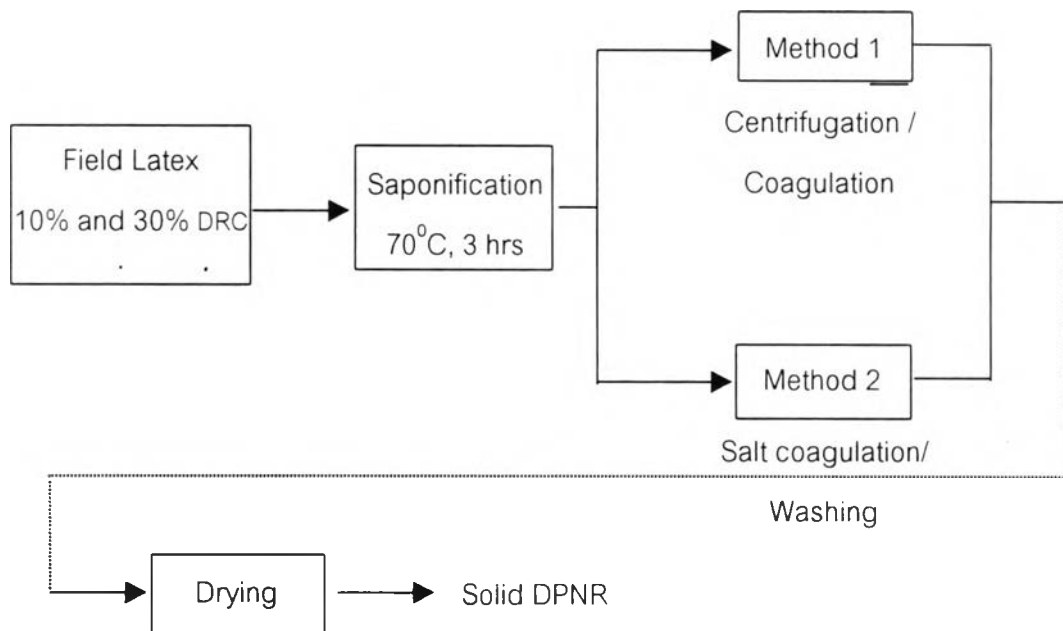 Field Latex
10% and 30% DRC
Saponification
70⁰C, 3 hrs
Method 1
Centrifugation /
Coagulation
Method 2
Salt coagulation/
Washing
Drying
Solid DPNR